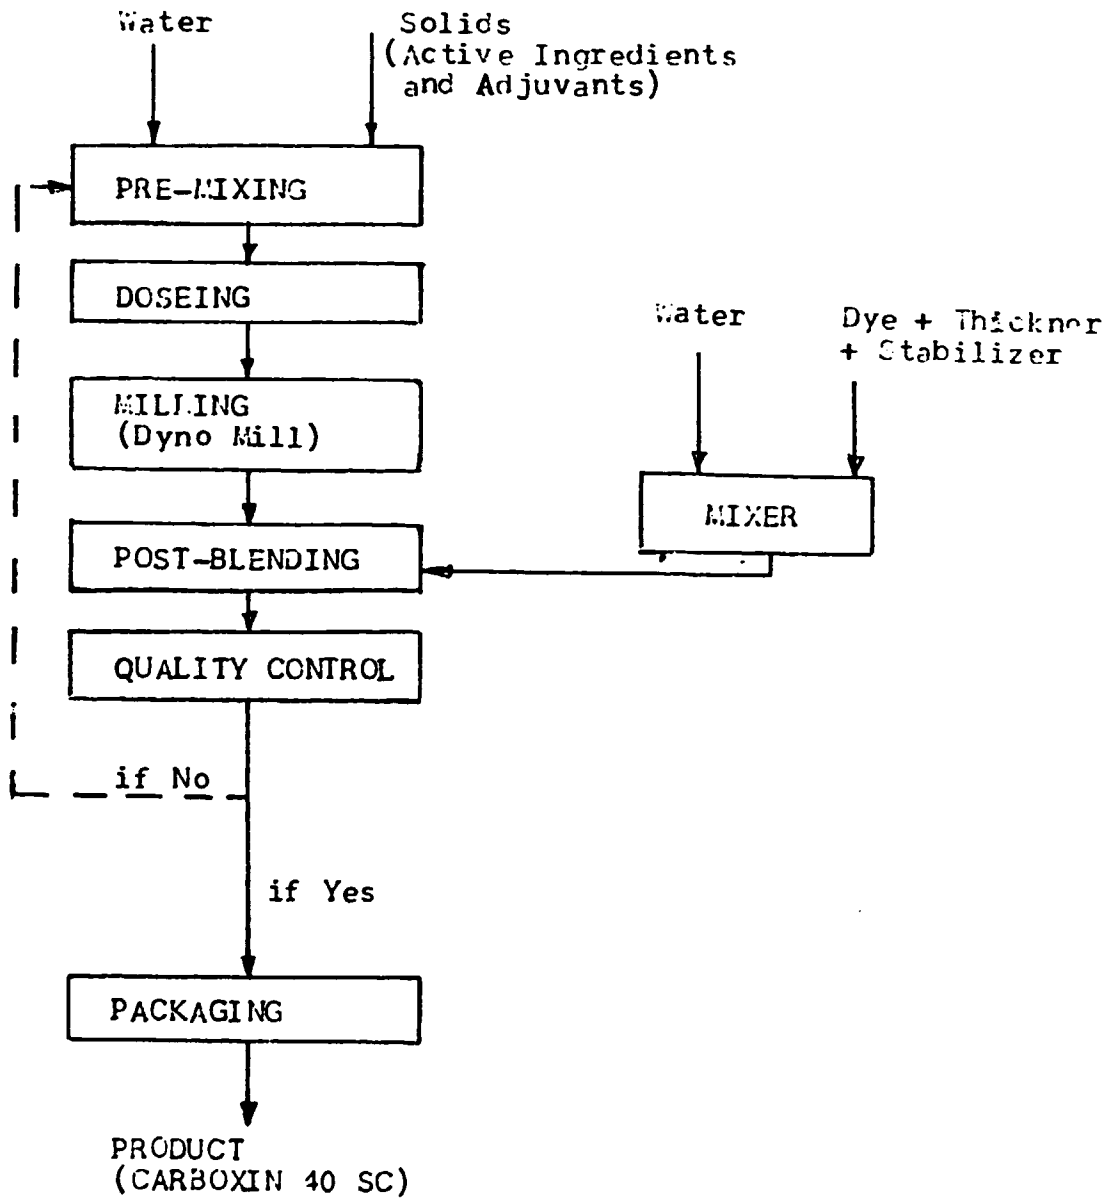 Water
Solids
(Active Ingredients
and Adjuvants)
PRE-MIXING
DOSEING
MILLING
(Dyno Mill)
POST-BLENDING
QUALITY CONTROL
Water
Dye + Thickner
+ Stabilizer
MIXER
if No
if Yes
PACKAGING
PRODUCT
(CARBOXIN 40 SC)